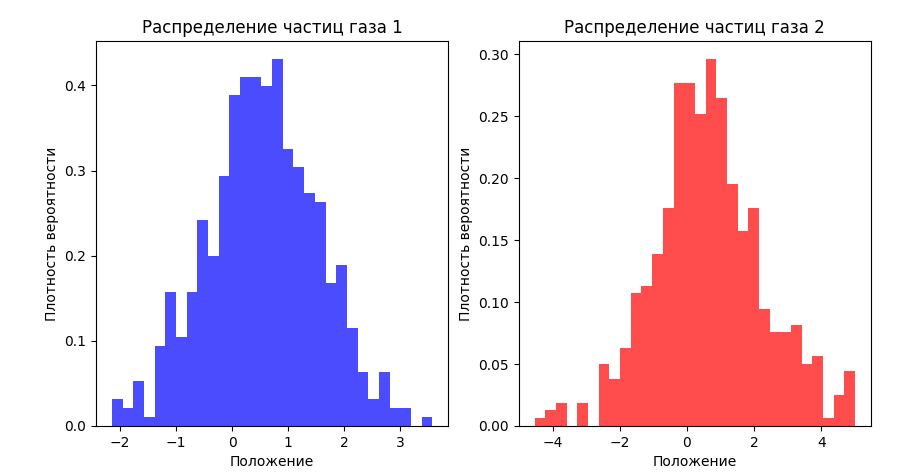 Распределение частиц газа 1
Плотность вероятности
0.4
0.3
0.2
0.1
0.0
−2 −1 0 1 2 3
Положение
Распределение частиц газа 2
Плотность вероятности
0.30
0.25
0.20
0.15
0.10
0.05
0.00
−4 −2 0 2 4
Положение